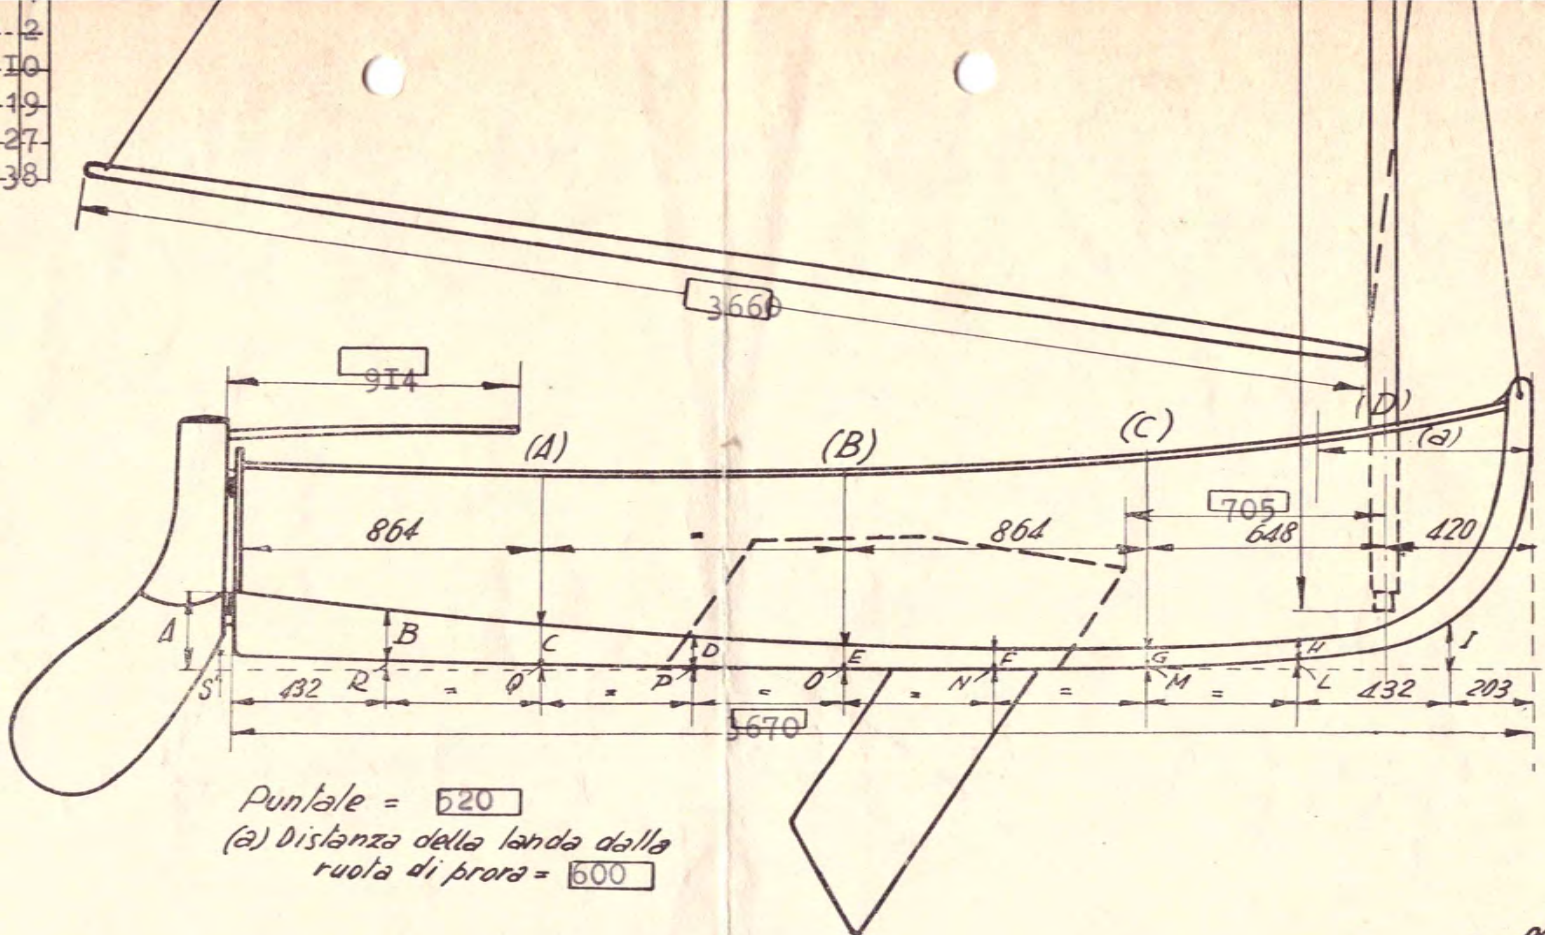 2
10
19
27
38
3660
9I4
(A)
(B)
(C)
(D)
(a)
864
=
864
705
648
420
A
B
C
D
E
F
G
H
I
S
R
Q
P
O
N
M
L
432
=
=
=
=
=
=
432
203
3670
Puntale = 520
(a) Distanza della landa dalla
ruota di prora = 600